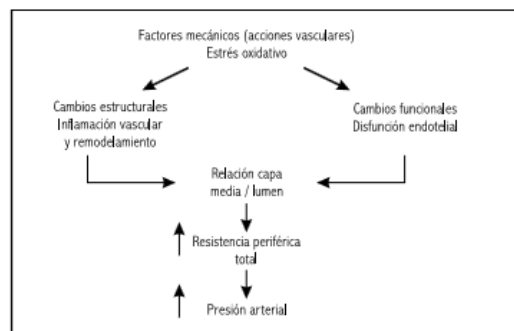 Factores mecánicos (acciones vasculares)
Estrés oxidativo
Cambios estructurales
Inflamación vascular
y remodelamiento
Cambios funcionales
Disfunción endotelial
Relación capa
media / lumen
Resistencia periférica
total
Presión arterial